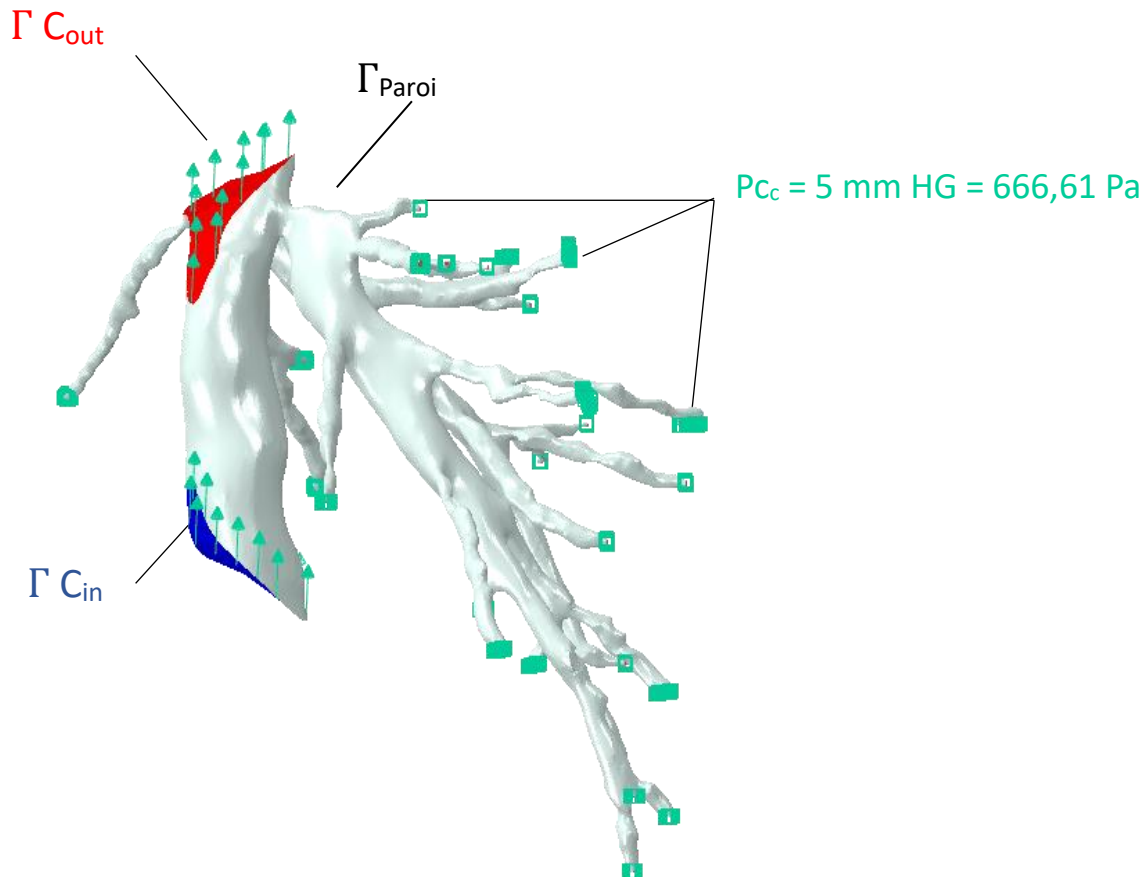 Γ Cout
ΓParoi
Pcc = 5 mm HG = 666,61 Pa
Γ Cin